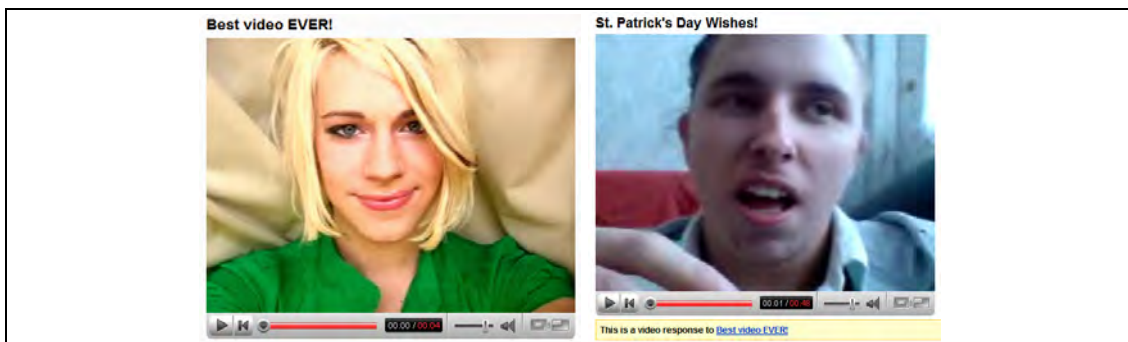 Best video EVER!
00:00 / 00:04
St. Patrick's Day Wishes!
00:01 / 00:46
This is a video response to Best video EVER!